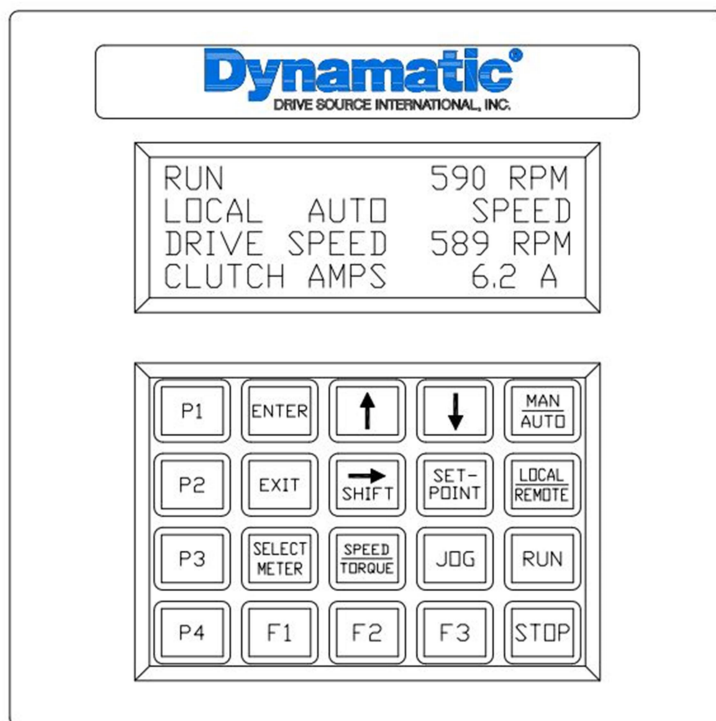 Dynamatic®
DRIVE SOURCE INTERNATIONAL, INC.
RUN 590 RPM
LOCAL AUTO SPEED
DRIVE SPEED 589 RPM
CLUTCH AMPS 6.2 A
P1 ENTER ↑ ↓ MAN/AUTO
P2 EXIT → SHIFT SET-POINT LOCAL/REMOTE
P3 SELECT METER SPEED/TORQUE JOG RUN
P4 F1 F2 F3 STOP